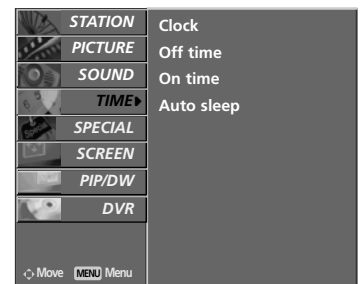 STATION
PICTURE
SOUND
TIME
SPECIAL
SCREEN
PIP/DW
DVR
Move MENU Menu
Clock
Off time
On time
Auto sleep